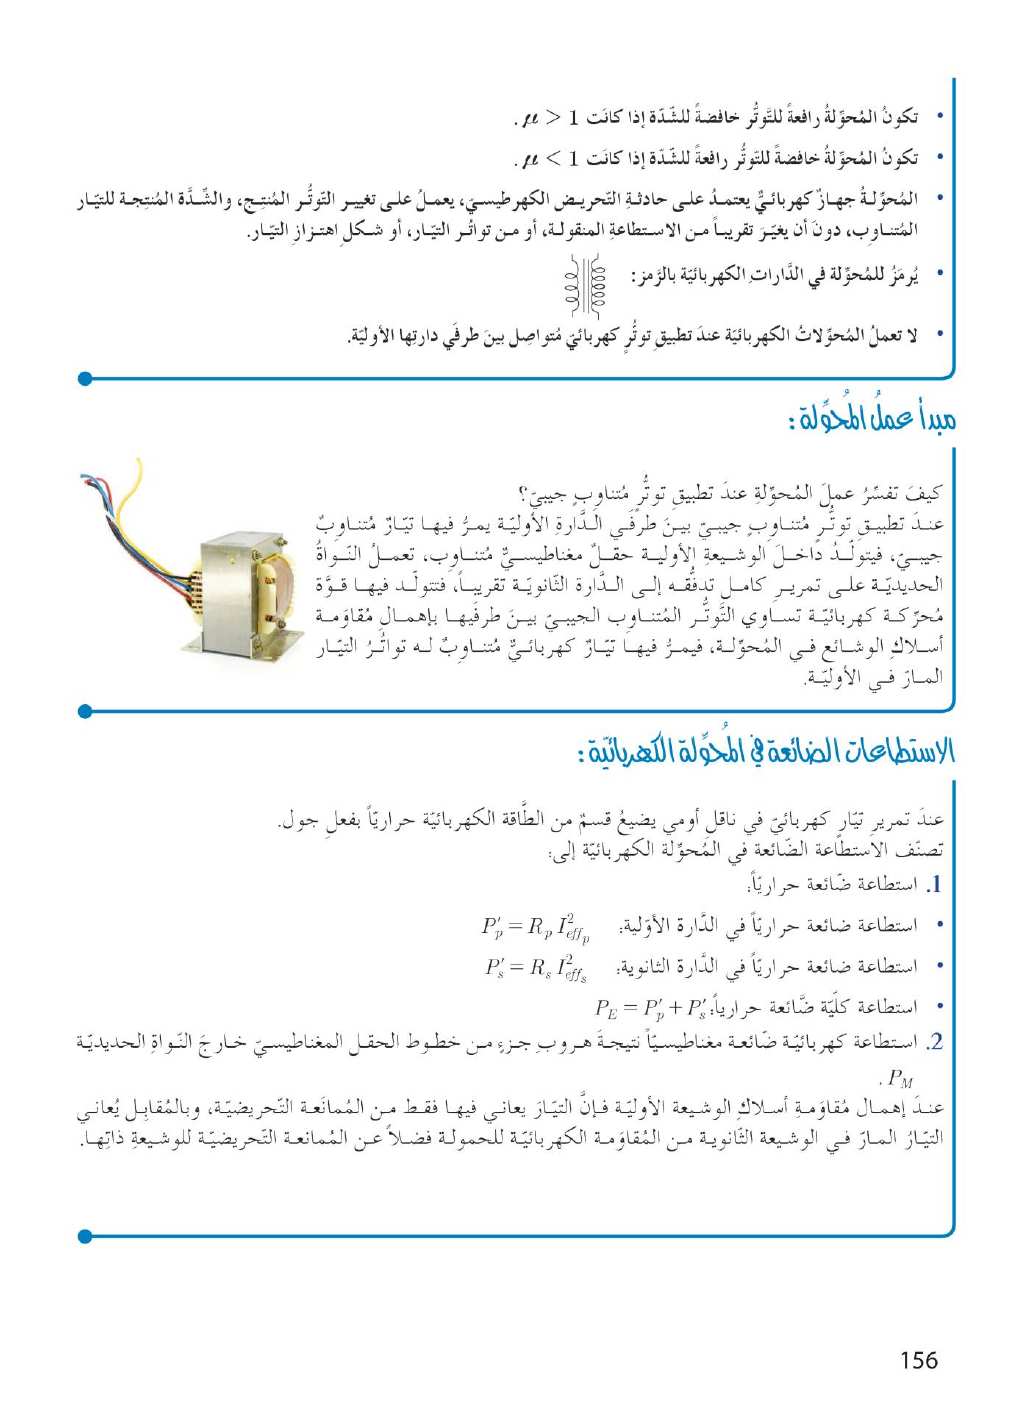 • تكونُ المُحوِّلةُ رافعةً للتَّوتُّر خافضةً للشّدّة إذا كانَت μ > 1 .
• تكونُ المُحوِّلةُ خافضةً للتّوتُّر رافعةً للشّدّة إذا كانَت μ < 1 .
• المُحوِّلةُ جهازٌ كهربائيٌّ يعتمدُ على حادثةِ التّحريض الكهرطيسيّ، يعملُ على تغيير التّوتُّر المُنتِج، والشِّدَّة المُنتِجة للتيّار
المُتناوِب، دونَ أن يغيّرَ تقريباً من الاستطاعةِ المنقولة، أو من تواتُر التيّار، أو شكل اهتزازِ التيّار.
• يُرمَزُ للمُحوِّلة في الدَّارات الكهربائيّة بالرَّمز:
• لا تعملُ المُحوِّلاتُ الكهربائيّة عندَ تطبيقِ توتُّرٍ كهربائيّ مُتواصِل بينَ طرفَي دارتِها الأوليّة.
مبدأ عملُ المُحوِّلة :
كيفَ تفسِّرُ عملَ المُحوِّلةِ عندَ تطبيقِ توتُّرٍ مُتناوِبٍ جيبيّ؟
عندَ تطبيقِ توتُّرٍ مُتناوِبٍ جيبيّ بينَ طرفَي الدَّارةِ الأوليّة يمرُّ فيها تيّارٌ مُتناوِبٌ
جيبيّ، فيتولّدُ داخلَ الوشيعةِ الأولية حقلٌ مغناطيسيٌّ مُتناوِب، تعملُ النّواةُ
الحديديّة على تمريرِ كامل تدفُّقه إلى الدَّارة الثّانويّة تقريباً، فتتولّد فيها قوَّة
مُحرّكة كهربائيّة تساوي التَّوتُّر المُتناوِب الجيبيّ بينَ طرفَيها بإهمال مُقاوَمة
أسلاكِ الوشائع في المُحوِّلة، فيمرُّ فيها تيّارٌ كهربائيٌّ مُتناوِبٌ له تواتُرُ التيّار
المارّ في الأوليّة.
الاستطاعات الضائعة في المُحوِّلة الكهربائيّة :
عندَ تمريرِ تيّارٍ كهربائيّ في ناقلٍ أومي يضيعُ قسمٌ من الطَّاقة الكهربائيّة حراريّاً بفعلِ جول.
تصنّف الاستطاعة الضّائعة في المُحوِّلة الكهربائيّة إلى:
1. استطاعة ضائعة حراريّاً:
• استطاعة ضائعة حراريّاً في الدَّارة الأوّلية: P′p = Rp I²effp
• استطاعة ضائعة حراريّاً في الدَّارة الثانوية: P′s = Rs I²effs
• استطاعة كلّيّة ضَّائعة حرارياً: PE = P′p + P′s
2. استطاعة كهربائيّة ضَائعة مغناطيسيّاً نتيجةَ هروبِ جزءٍ من خطوط الحقل المغناطيسيّ خارجَ النّواةِ الحديديّة
PM .
عندَ إهمال مُقاوَمةِ أسلاكِ الوشيعة الأوليّة فإنَّ التيّارَ يعاني فيها فقط من المُمانَعة التّحريضيّة، وبالمُقابِل يُعاني
التيّارُ المارّ في الوشيعة الثّانوية من المُقاوَمة الكهربائيّة للحمولة فضلاً عن المُمانعة التّحريضيّة للوشيعةِ ذاتِها.
156